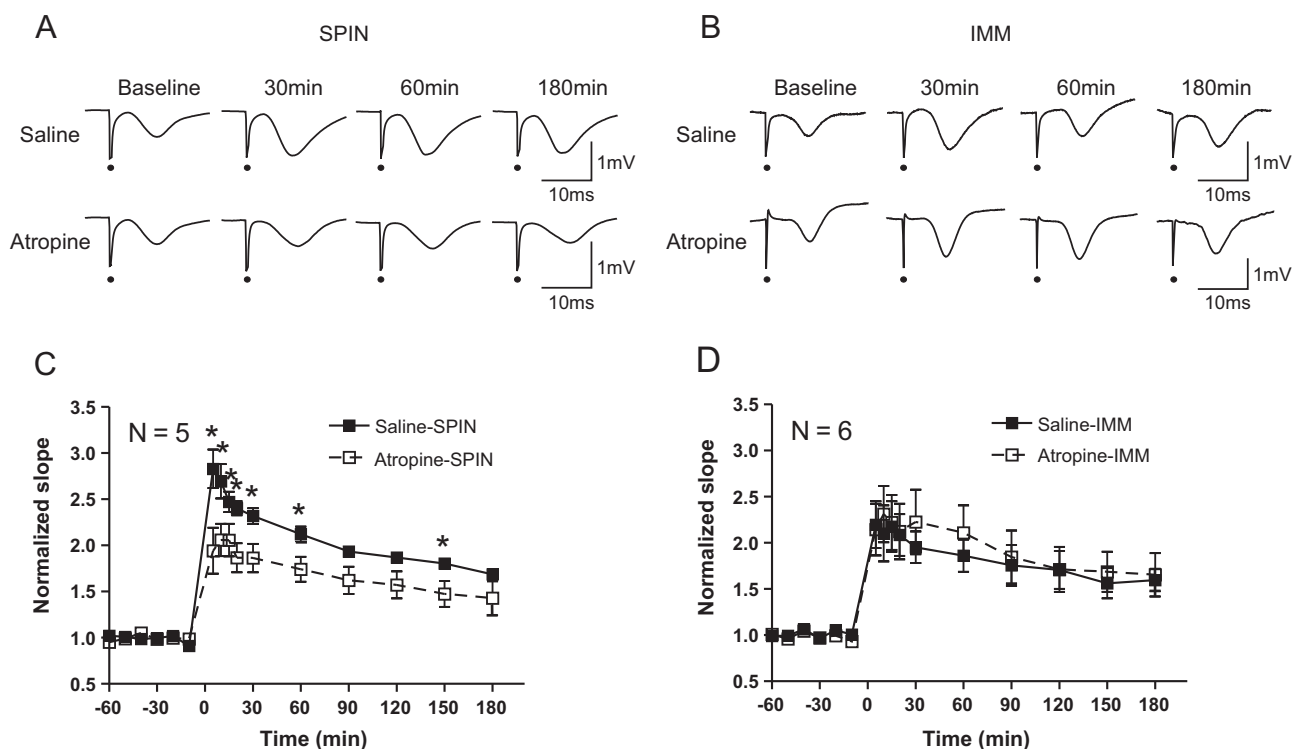 A
SPIN
Baseline 30min 60min 180min
Saline
1mV
10ms
Atropine
1mV
10ms
B
IMM
Baseline 30min 60min 180min
Saline
1mV
10ms
Atropine
1mV
10ms
C
N = 5
Saline-SPIN
Atropine-SPIN
* * * * * * *
Normalized slope
3.5
3.0
2.5
2.0
1.5
1.0
0.5
-60 -30 0 30 60 90 120 150 180
Time (min)
D
N = 6
Saline-IMM
Atropine-IMM
Normalized slope
3.5
3.0
2.5
2.0
1.5
1.0
0.5
-60 -30 0 30 60 90 120 150 180
Time (min)